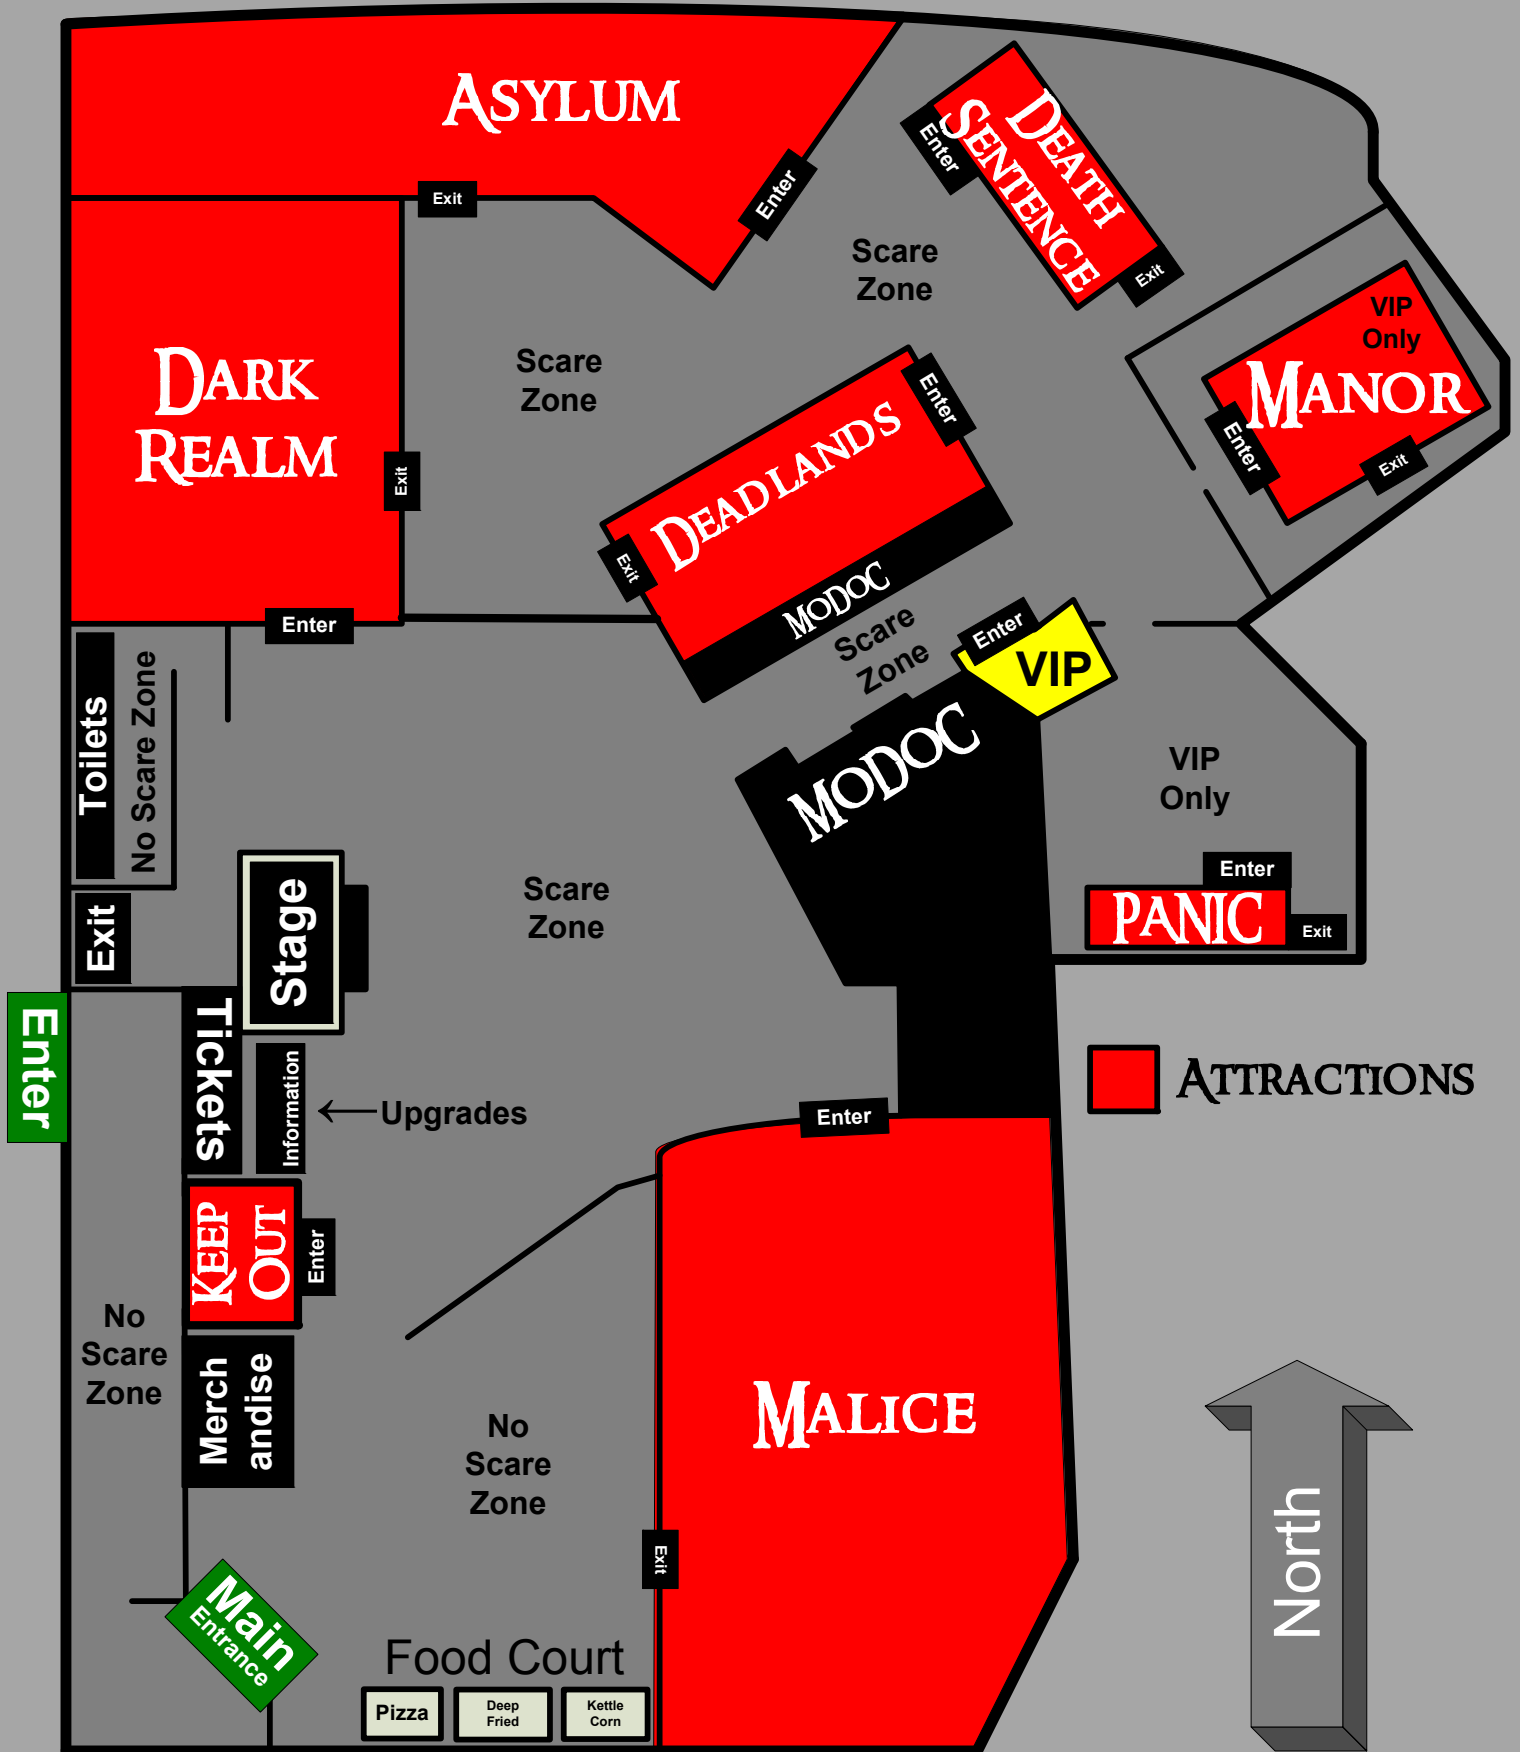 ASYLUM
Exit
Enter
DEATH
SENTENCE
Enter
Exit
Scare
Zone
Scare
Zone
DARK
REALM
Exit
Enter
VIP
Only
MANOR
Enter
Exit
DEADLANDS
Enter
Exit
MODOC
Scare
Zone
Enter
VIP
MODOC
Toilets
No Scare Zone
Exit
Stage
Scare
Zone
VIP
Only
Enter
PANIC
Exit
Enter
Tickets
Information
Upgrades
ATTRACTIONS
Enter
KEEP
OUT
Enter
No
Scare
Zone
Merch
andise
MALICE
No
Scare
Zone
Exit
North
Main
Entrance
Food Court
Pizza
Deep
Fried
Kettle
Corn